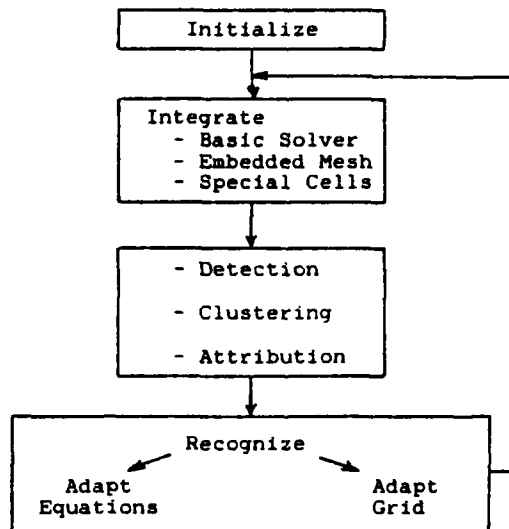 Initialize
Integrate
- Basic Solver
- Embedded Mesh
- Special Cells
- Detection
- Clustering
- Attribution
Recognize
Adapt
Equations
Adapt
Grid